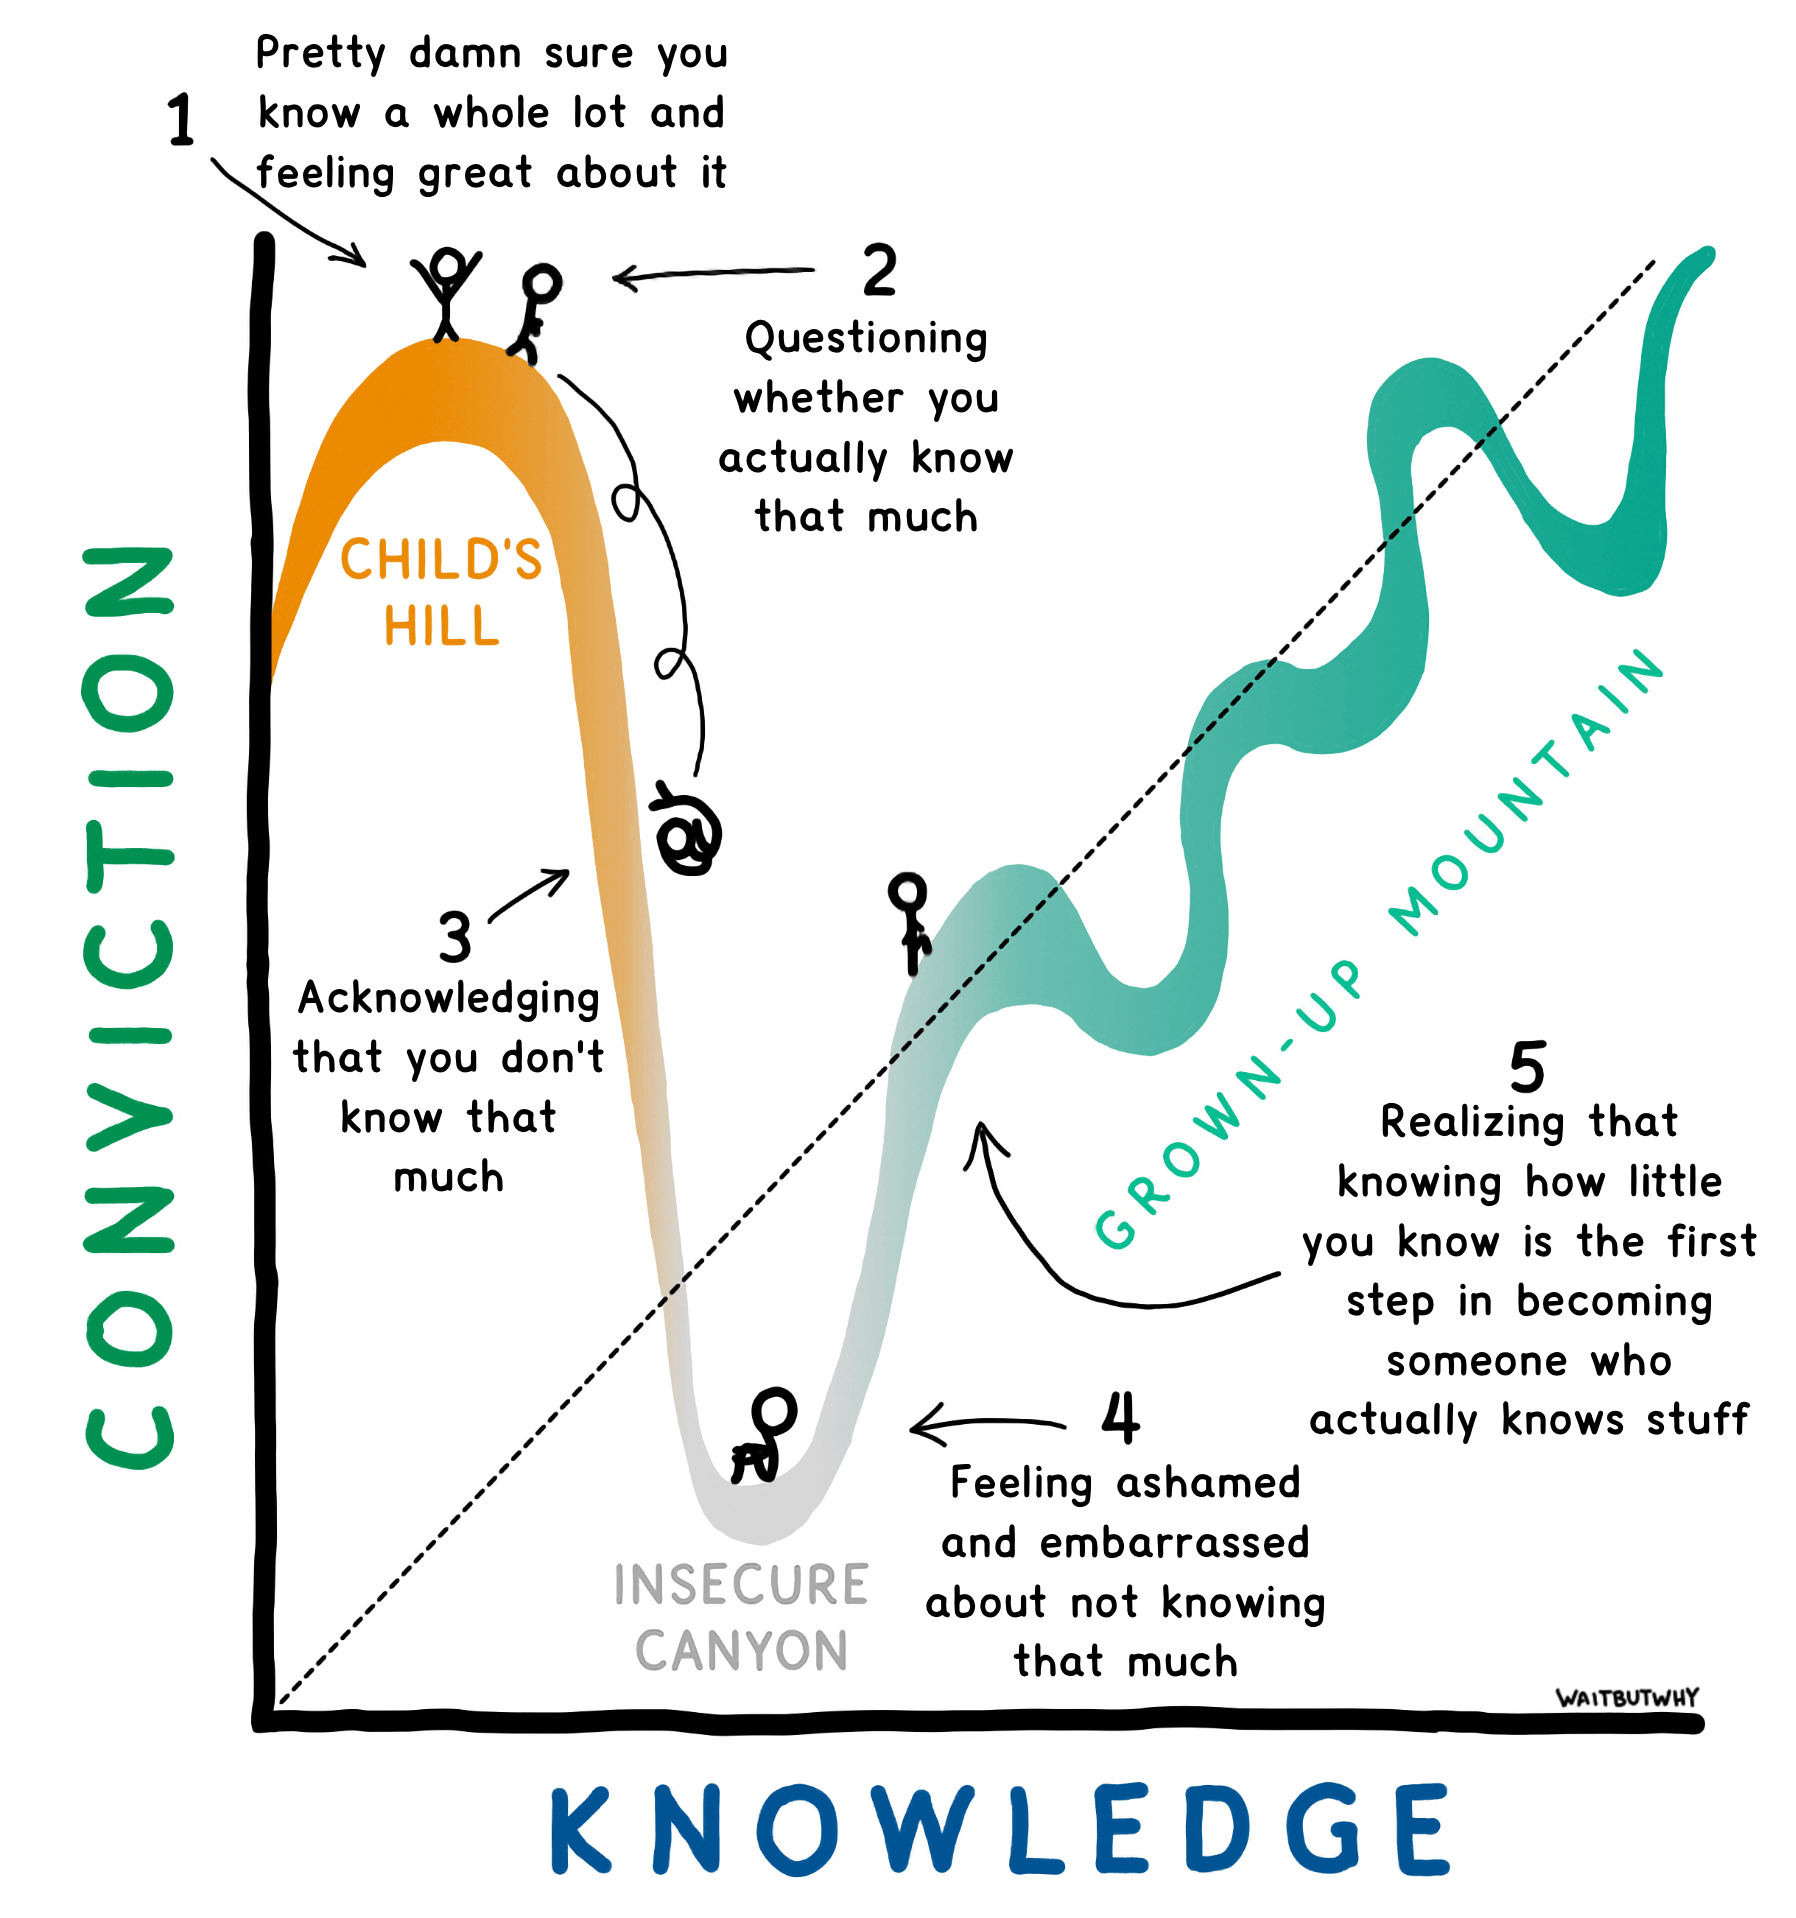 1
Pretty damn sure you
know a whole lot and
feeling great about it
2
Questioning
whether you
actually know
that much
CHILD'S
HILL
3
Acknowledging
that you don't
know that
much
INSECURE
CANYON
4
Feeling ashamed
and embarrassed
about not knowing
that much
GROWN-UP MOUNTAIN
5
Realizing that
knowing how little
you know is the first
step in becoming
someone who
actually knows stuff
CONVICTION
WAITBUTWHY
KNOWLEDGE